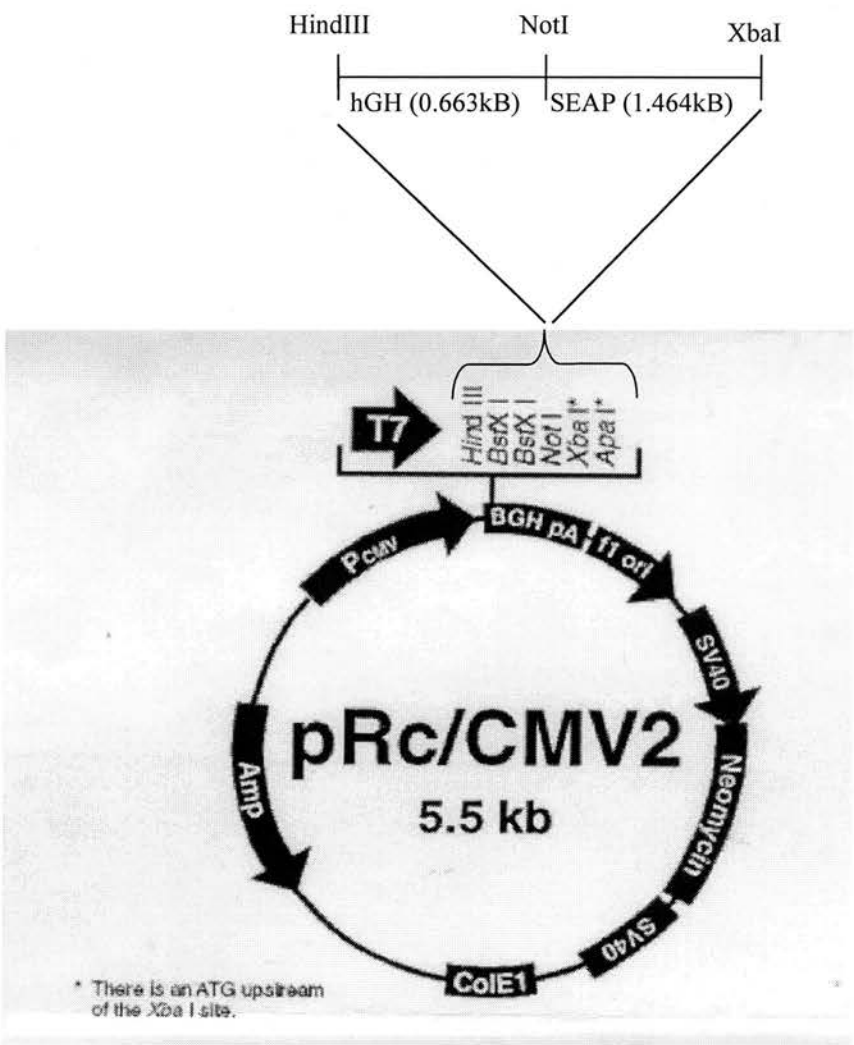 HindIII NotI XbaI
hGH (0.663kB) SEAP (1.464kB)
T7
Hind III
BstX I
BstX I
Not I
Xba I*
Apa I*
PCMV
BGH pA
f1 ori
SV40
Neomycin
SV40
ColE1
Amp
pRc/CMV2
5.5 kb
* There is an ATG upstream
of the Xba I site.